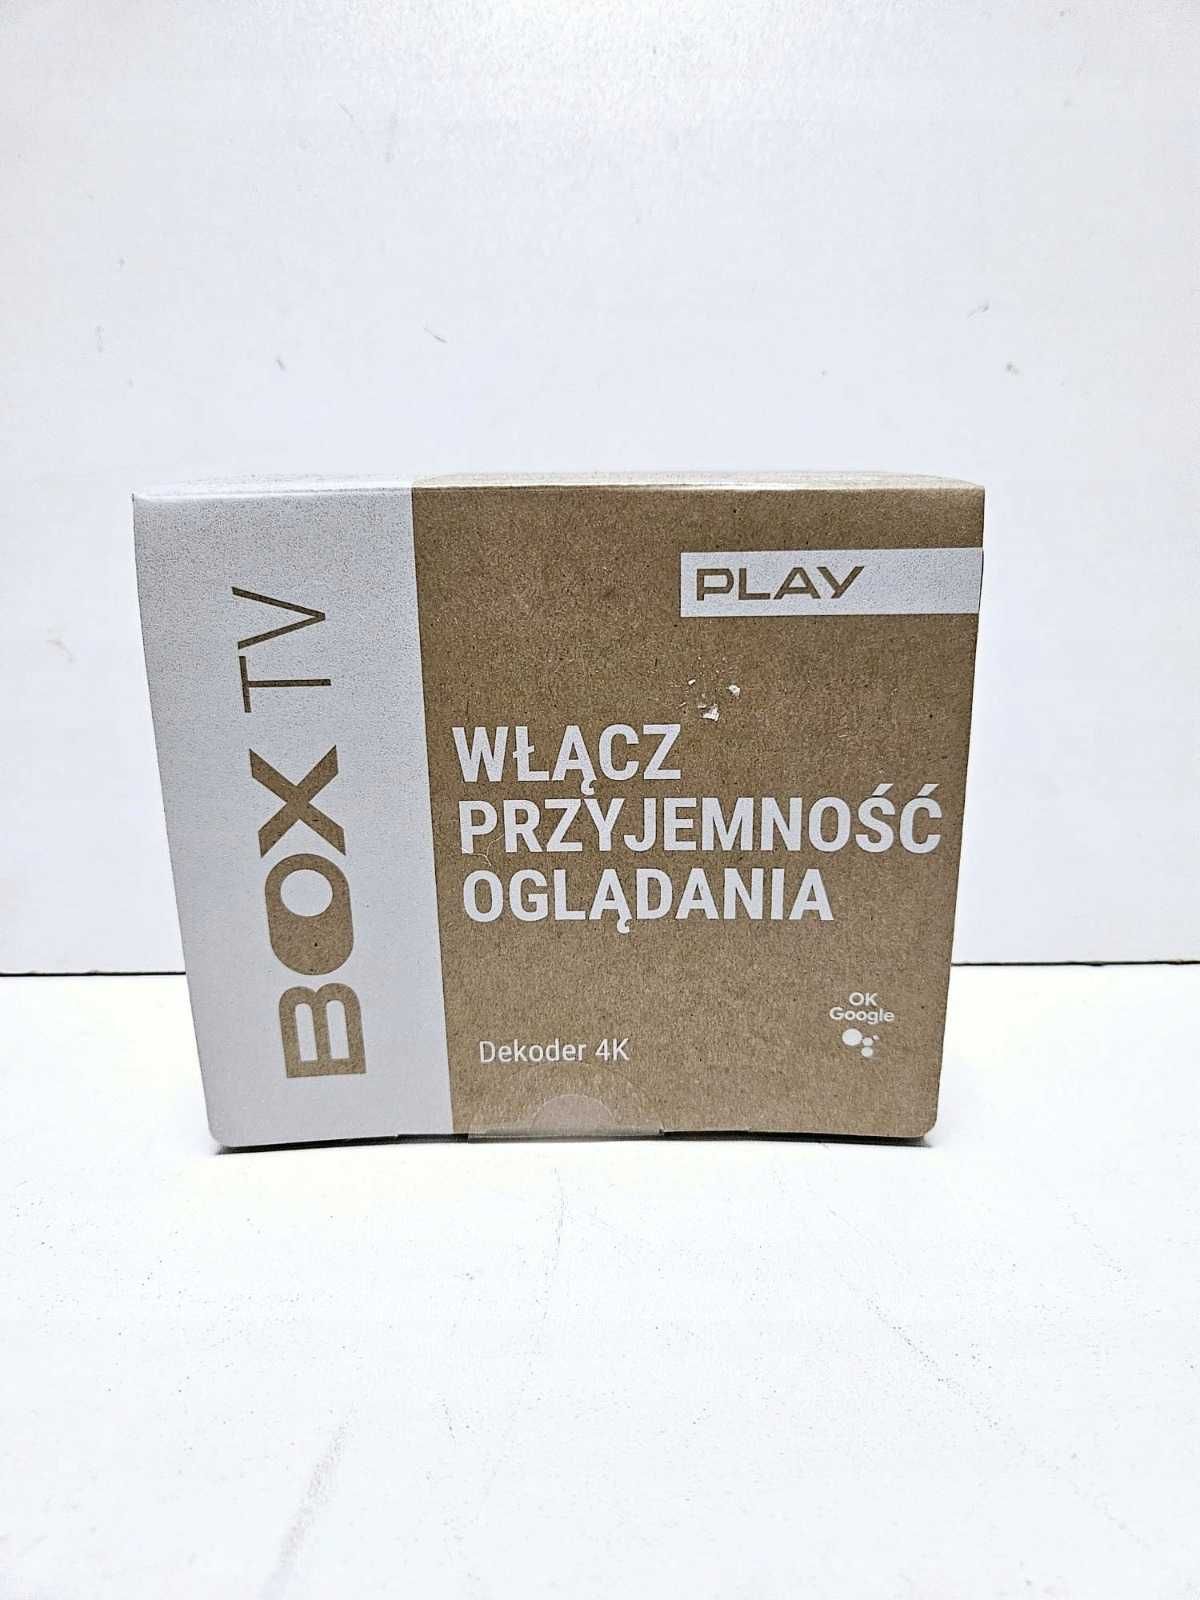 BOX TV
PLAY
WŁĄCZ
PRZYJEMNOŚĆ
OGLĄDANIA
OK
Google
Dekoder 4K